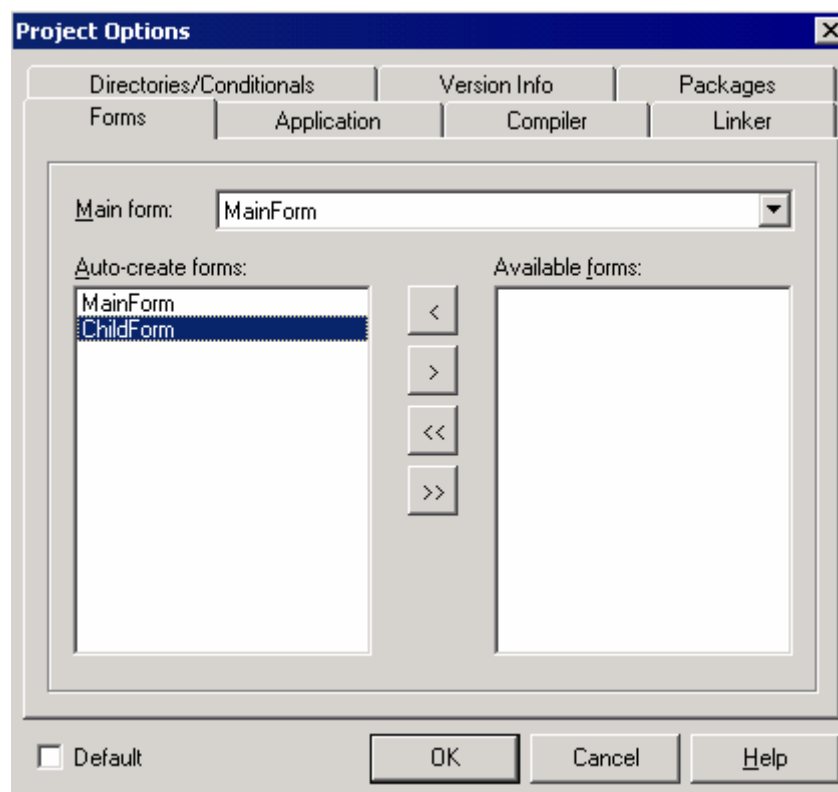 Project Options
Directories/Conditionals Version Info Packages
Forms Application Compiler Linker
Main form: MainForm
Auto-create forms: Available forms:
MainForm
ChildForm
<
>
<<
>>
Default OK Cancel Help